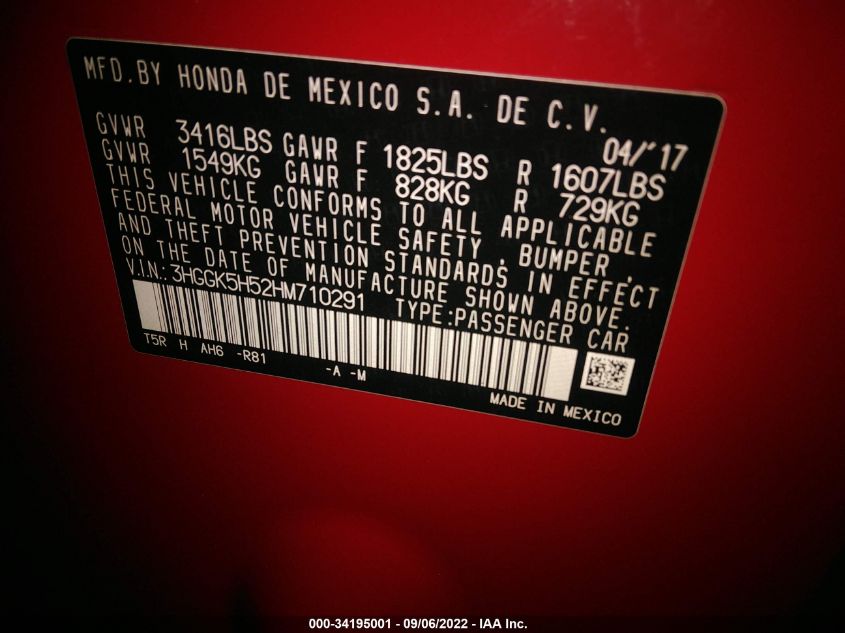 MFD.BY HONDA DE MEXICO S.A. DE C.V.
04/'17
GVWR 3416LBS GAWR F 1825LBS R 1607LBS
GVWR 1549KG GAWR F 828KG R 729KG
THIS VEHICLE CONFORMS TO ALL APPLICABLE
FEDERAL MOTOR VEHICLE SAFETY , BUMPER ,
AND THEFT PREVENTION STANDARDS IN EFFECT
ON THE DATE OF MANUFACTURE SHOWN ABOVE.
V.I.N.: 3HGGK5H52HM710291 TYPE:PASSENGER CAR
T5R H AH6 -R81
-A -M
MADE IN MEXICO
000-34195001 - 09/06/2022 - IAA Inc.